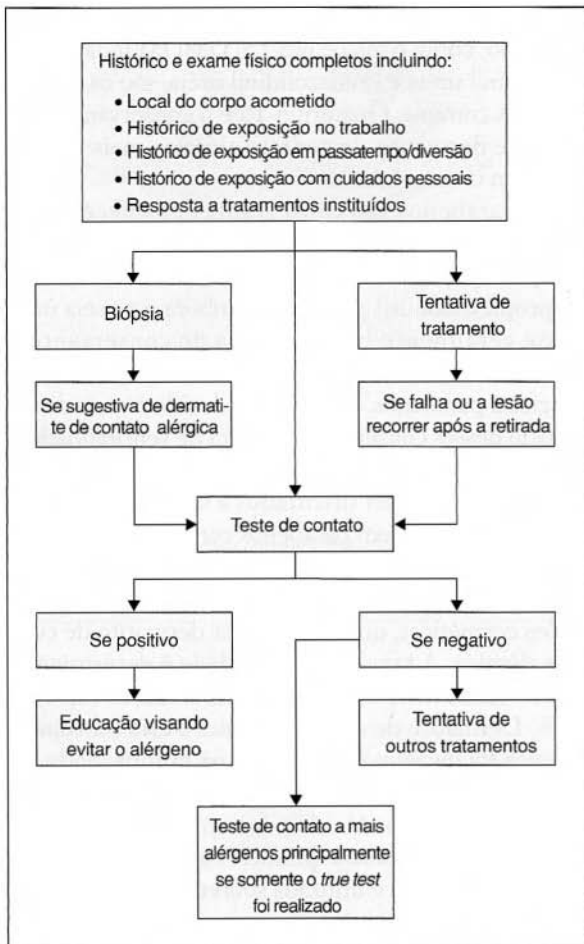 Histórico e exame físico completos incluindo:
• Local do corpo acometido
• Histórico de exposição no trabalho
• Histórico de exposição em passatempo/diversão
• Histórico de exposição com cuidados pessoais
• Resposta a tratamentos instituídos
Biópsia
Tentativa de
tratamento
Se sugestiva de dermati-
te de contato alérgica
Se falha ou a lesão
recorrer após a retirada
Teste de contato
Se positivo
Se negativo
Educação visando
evitar o alérgeno
Tentativa de
outros tratamentos
Teste de contato a mais
alérgenos principalmente
se somente o true test
foi realizado